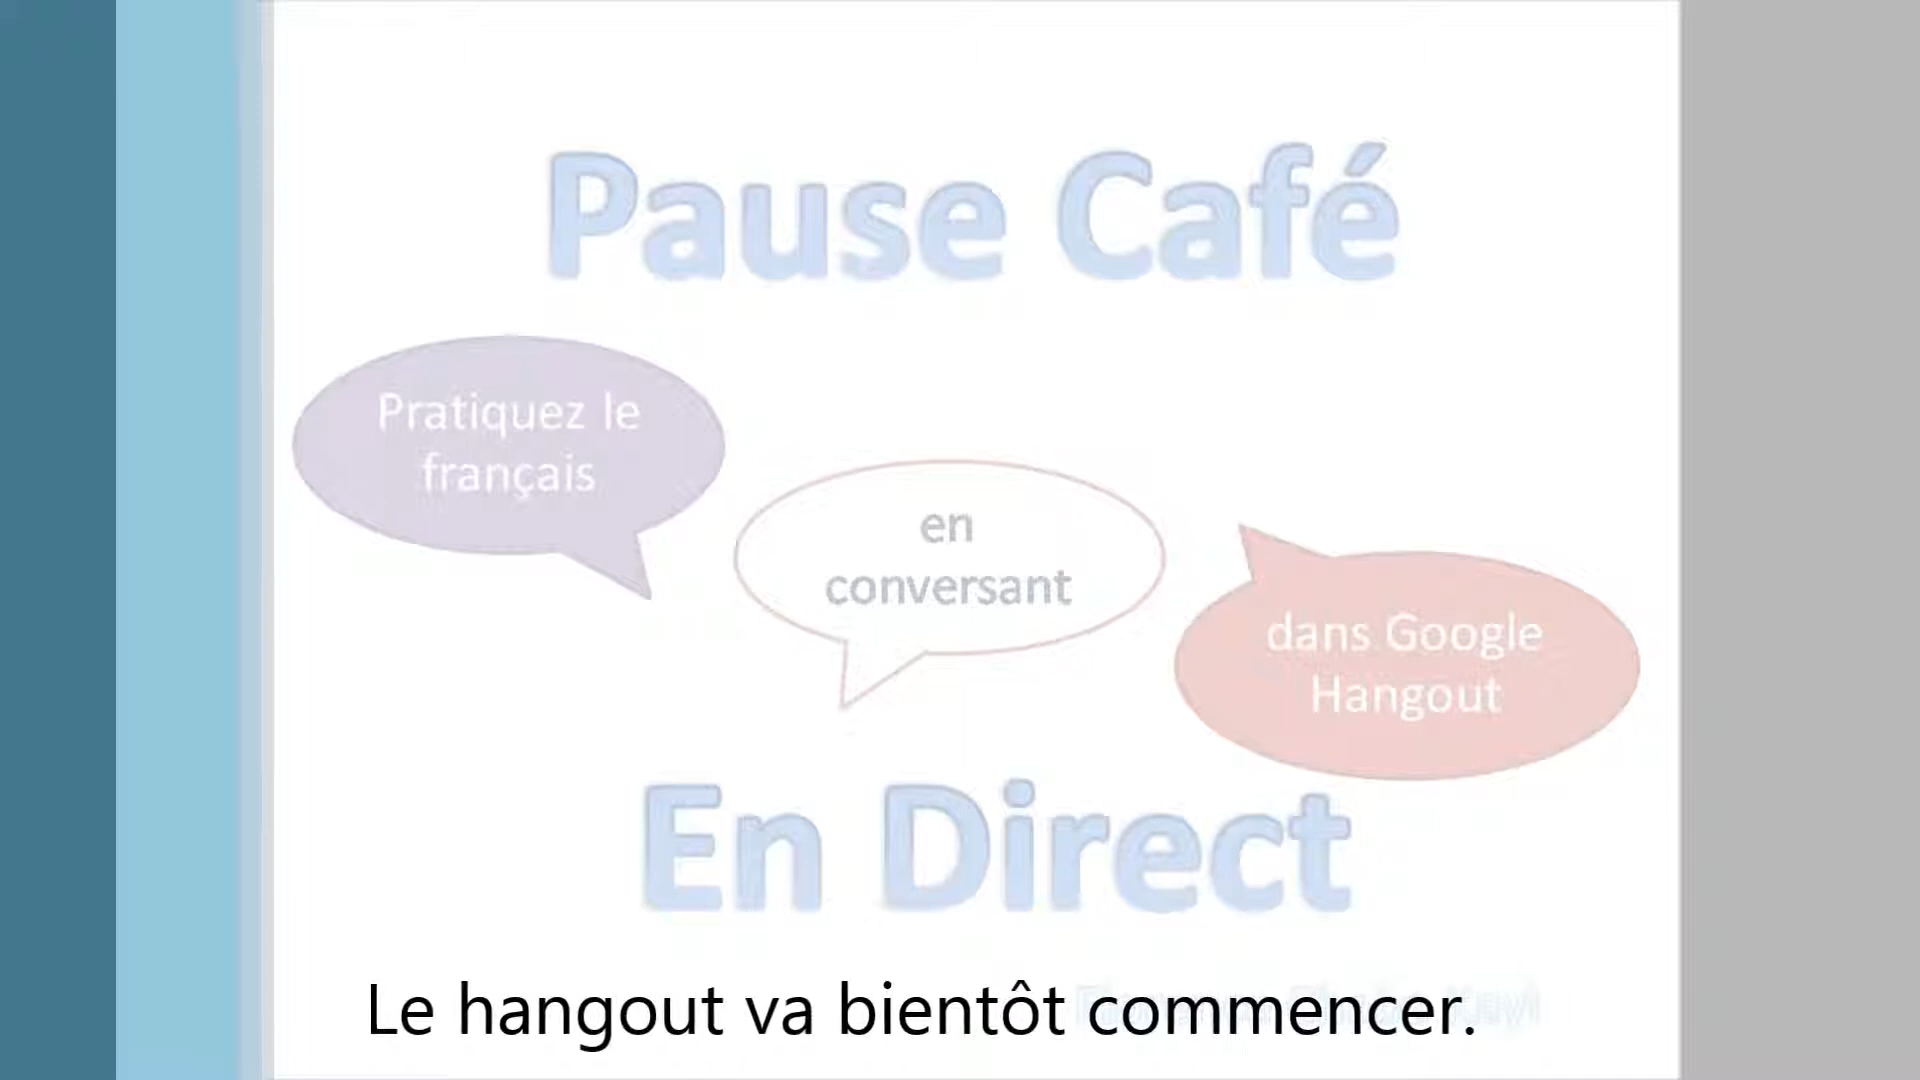 Pause Café
Pratiquez le
français
en
conversant
dans Google
Hangout
En Direct
Le hangout va bientôt commencer.